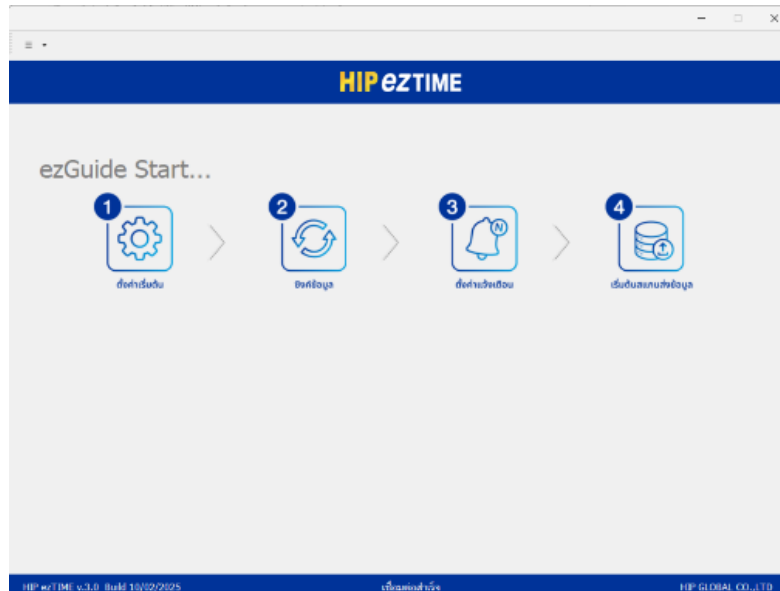 HIP ezTIME
ezGuide Start...
1
2
3
4
N
ตั้งค่าเริ่มต้น
ซิงค์ข้อมูล
ตั้งค่าแจ้งเตือน
เริ่มต้นสแกนส่งข้อมูล
HIP ezTIME v.3.0 Build 10/02/2025
เชื่อมต่อสำเร็จ
HIP GLOBAL CO.,LTD